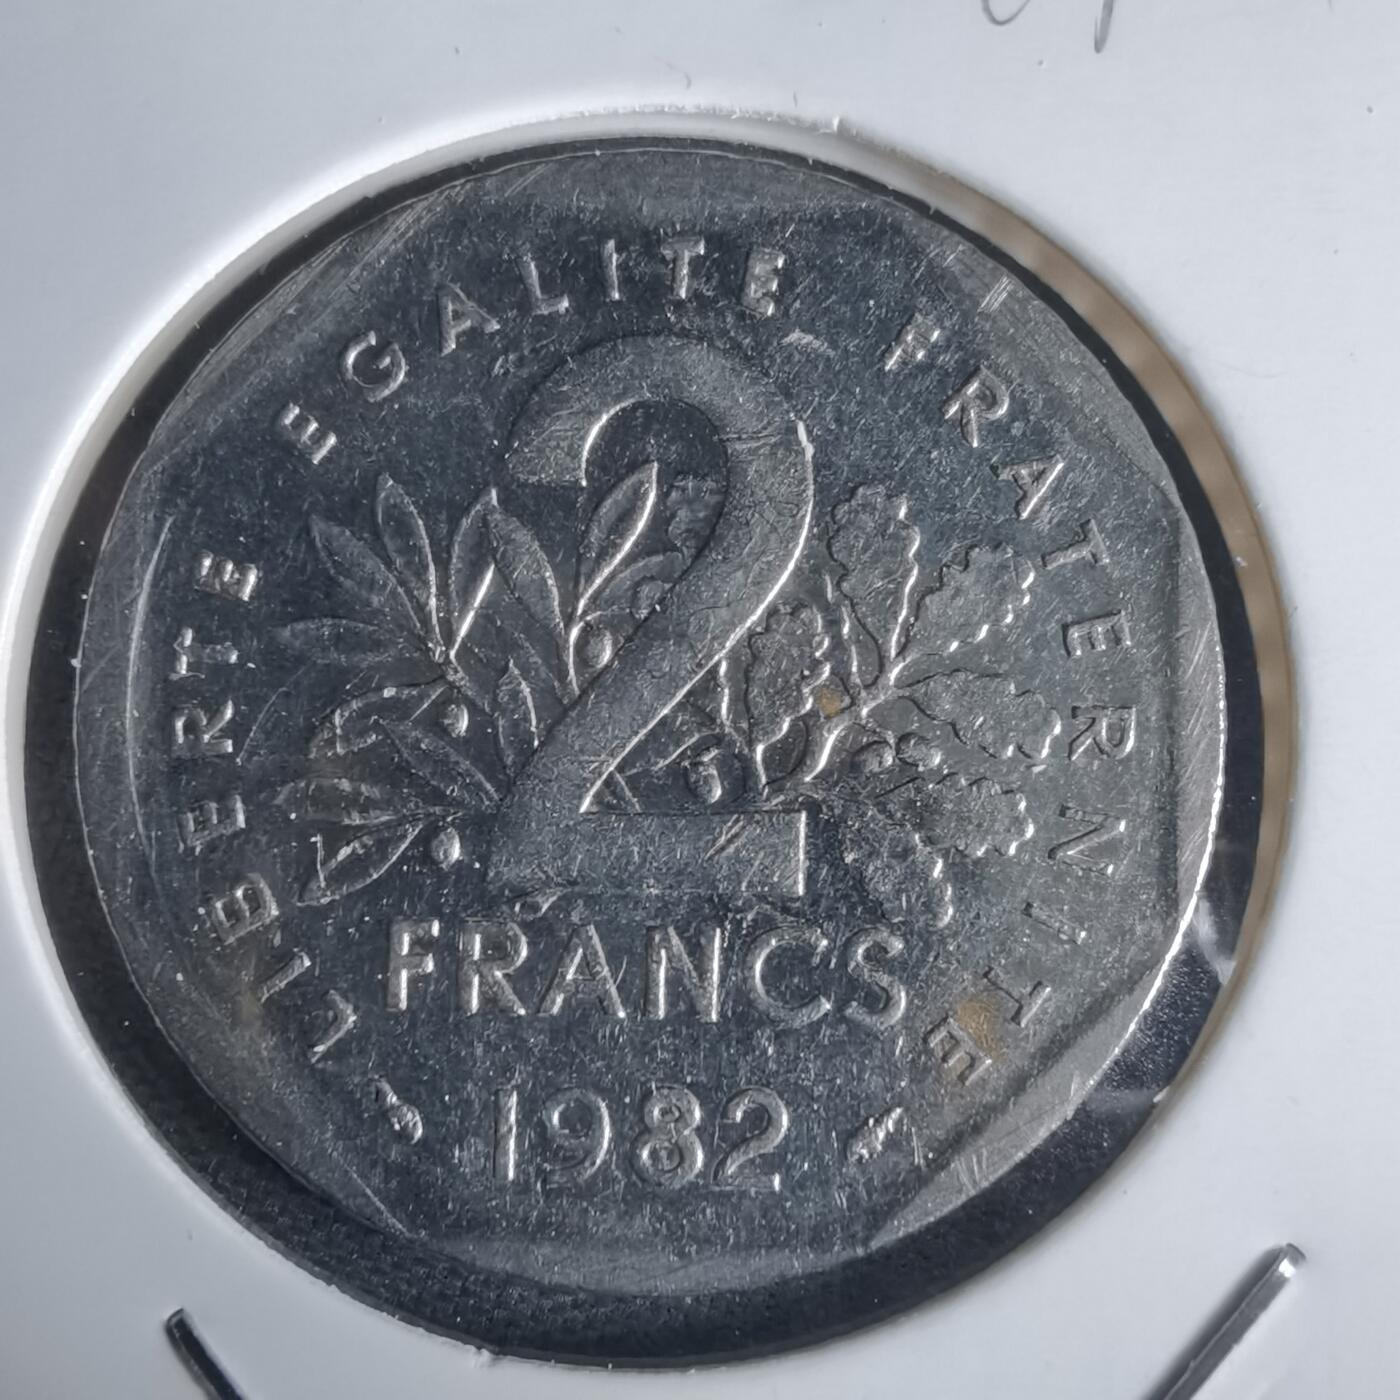 LIBERTE EGALITE FRATERNITE
2
FRANCS
1982